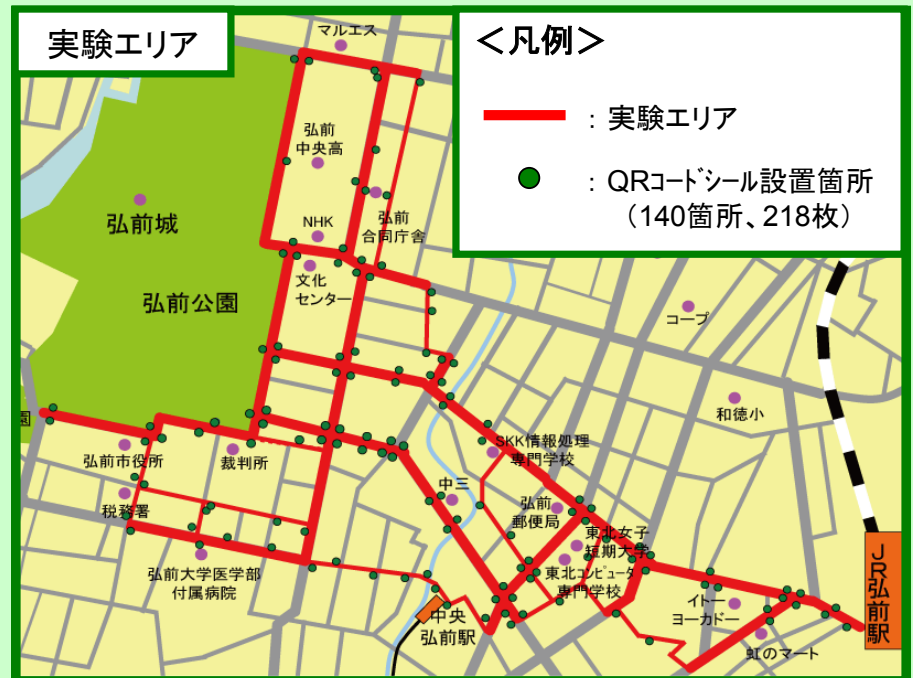 実験エリア
<凡例>
:実験エリア
:QRコードシール設置箇所
(140箇所、218枚)
マルエス
弘前
中央高
NHK
弘前
合同庁舎
弘前城
文化
センター
弘前公園
コープ
和徳小
園
弘前市役所
裁判所
SKK情報処理
専門学校
中三
税務署
弘前
郵便局
東北女子
短期大学
東北コンピュータ
専門学校
弘前大学医学部
付属病院
中央
弘前駅
イトー
ヨーカドー
虹のマート
JR弘前駅